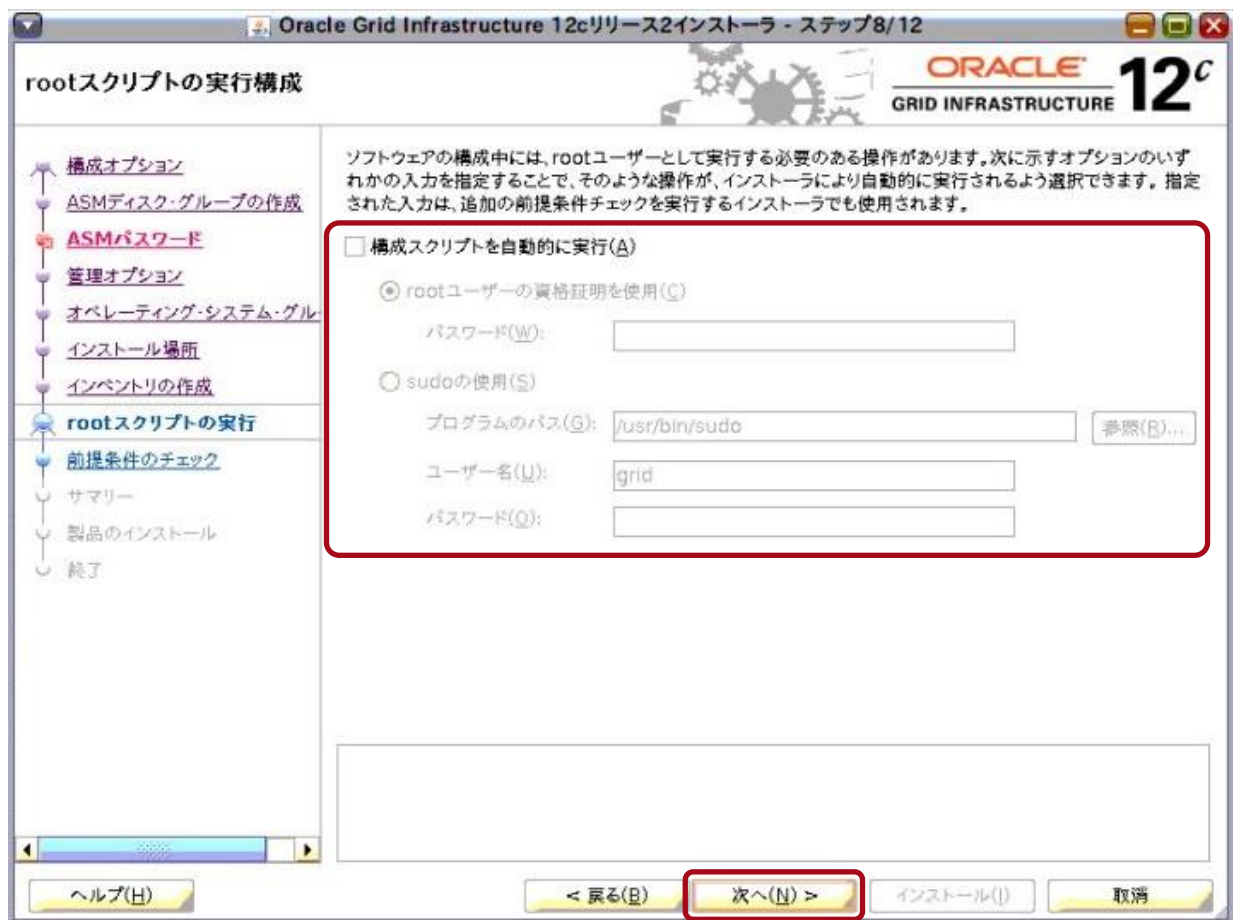 Oracle Grid Infrastructure 12cリリース2インストーラ - ステップ8/12
rootスクリプトの実行構成
ORACLE
GRID INFRASTRUCTURE
12c
構成オプション
ASMディスク・グループの作成
ASMパスワード
管理オプション
オペレーティング・システム・グル
インストール場所
インベントリの作成
rootスクリプトの実行
前提条件のチェック
サマリー
製品のインストール
終了
ソフトウェアの構成中には、rootユーザーとして実行する必要のある操作があります。次に示すオプションのいず
れかの入力を指定することで、そのような操作が、インストーラにより自動的に実行されるよう選択できます。指定
された入力は、追加の前提条件チェックを実行するインストーラでも使用されます。
構成スクリプトを自動的に実行(A)
rootユーザーの資格証明を使用(C)
パスワード(W):
sudoの使用(S)
プログラムのパス(G): /usr/bin/sudo 参照(R)...
ユーザー名(U): grid
パスワード(O):
ヘルプ(H) < 戻る(B) 次へ(N) > インストール(I) 取消